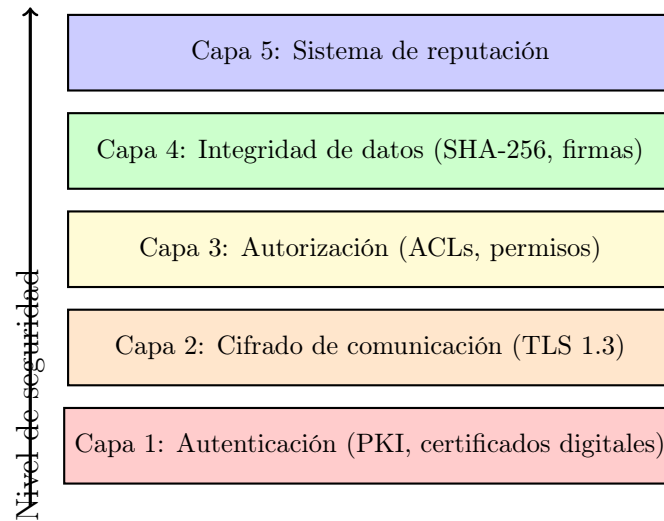 Capa 5: Sistema de reputación
Capa 4: Integridad de datos (SHA-256, firmas)
Capa 3: Autorización (ACLs, permisos)
Capa 2: Cifrado de comunicación (TLS 1.3)
Capa 1: Autenticación (PKI, certificados digitales)
Nivel de seguridad